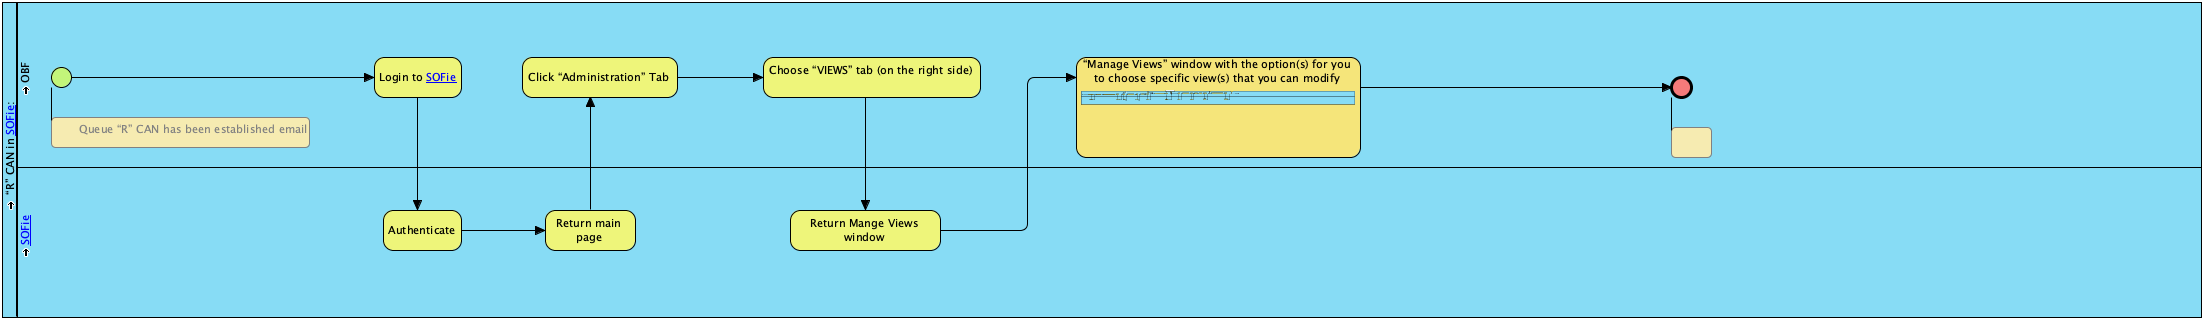 "R" CAN in SOFie:
OBF
Login to SOFie
Click “Administration” Tab
Choose “VIEWS” tab (on the right side)
“Manage Views” window with the option(s) for you
to choose specific view(s) that you can modify
Queue “R” CAN has been established email
SOFie
Authenticate
Return main
page
Return Mange Views
window